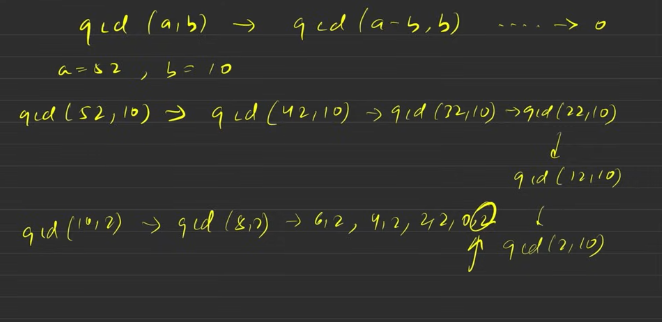 gcd (a,b) → gcd (a-b, b) ..... → 0
a=52 , b= 10
gcd (52, 10) → gcd (42, 10) → gcd (32, 10) → gcd (22, 10)
↓
gcd (12, 10)
↓
gcd (2, 10)
gcd (10, 2) → gcd (8, 2) → 6,2 , 4,2 , 2,2, 0,2
↑